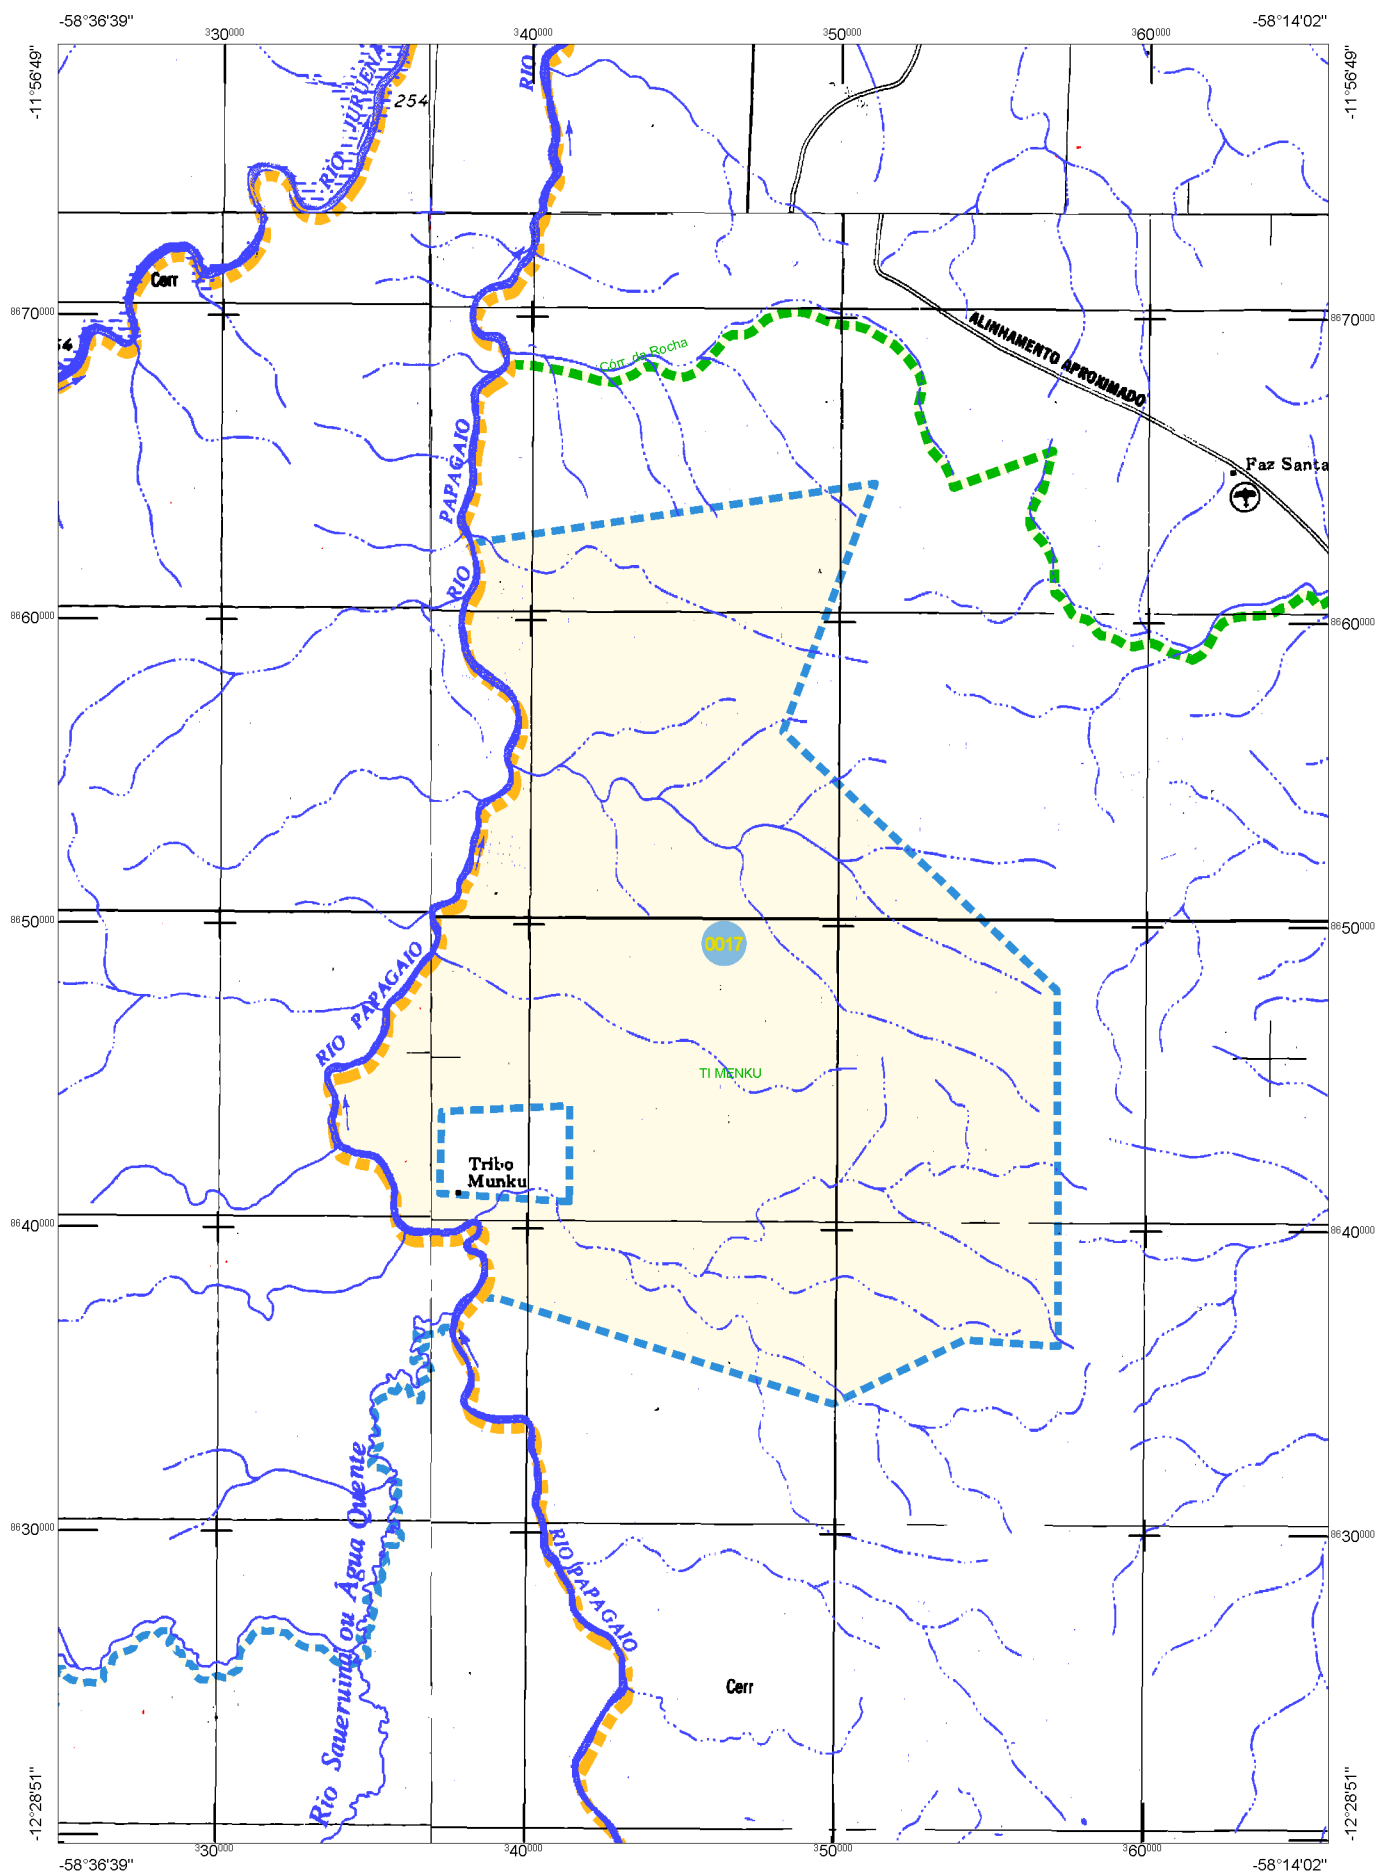 -58°36'39"
-58°14'02"
330000
340000
350000
360000
-11°56'49"
-11°56'49"
RIO JURUENA
254
RIO
Cerr
8670000
8670000
54
ALINHAMENTO APROXIMADO
Córr. da Rocha
RIO PAPAGAIO
Faz Santa
8660000
8660000
8650000
8650000
0017
RIO PAPAGAIO
TI MENKU
Tribo
Munku
8640000
8640000
Rio Saueruiná ou Água Quente
8630000
8630000
RIO PAPAGAIO
Cerr
-12°28'51"
-12°28'51"
330000
340000
350000
360000
-58°36'39"
-58°14'02"